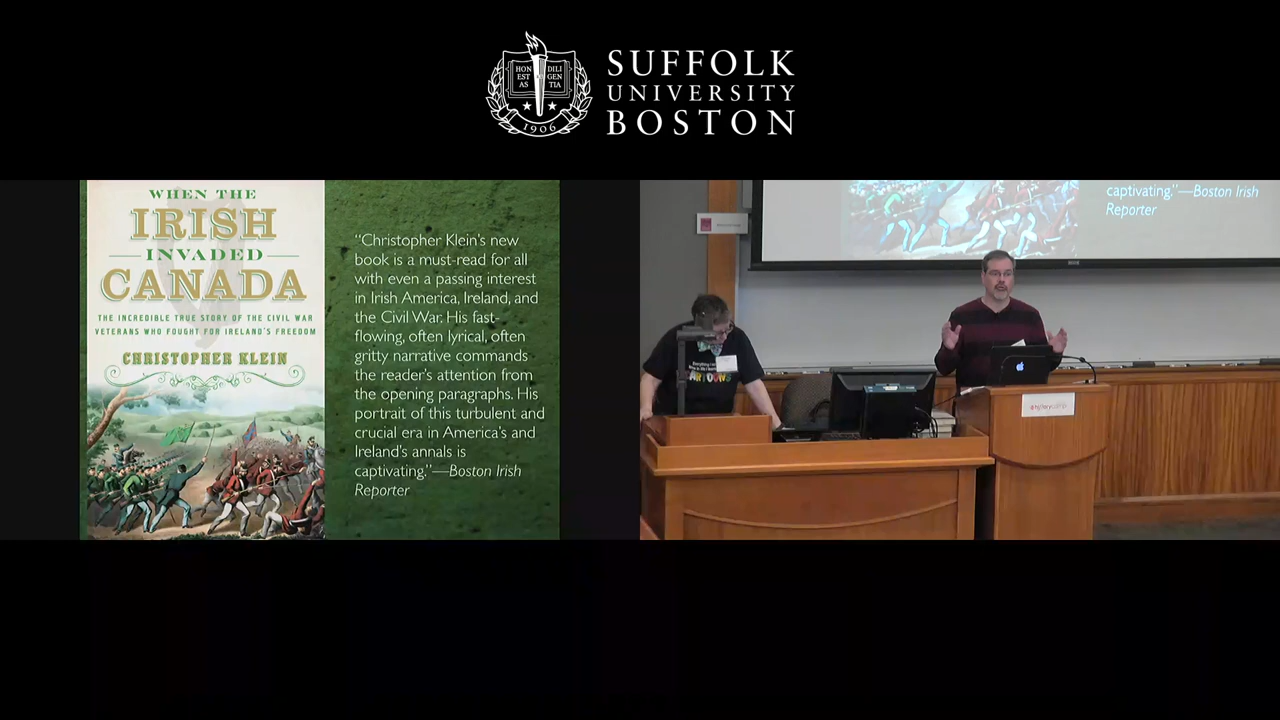 HON
EST
AS
DILI
GEN
TIA
1906
SUFFOLK
UNIVERSITY
BOSTON
WHEN THE
IRISH
INVADED
CANADA
THE INCREDIBLE TRUE STORY OF THE CIVIL WAR
VETERANS WHO FOUGHT FOR IRELAND'S FREEDOM
CHRISTOPHER KLEIN
“Christopher Klein’s new
book is a must-read for all
with even a passing interest
in Irish America, Ireland, and
the Civil War. His fast-
flowing, often lyrical, often
gritty narrative commands
the reader’s attention from
the opening paragraphs. His
portrait of this turbulent and
crucial era in America’s and
Ireland’s annals is
captivating.”—Boston Irish
Reporter
captivating.”—Boston Irish
Reporter